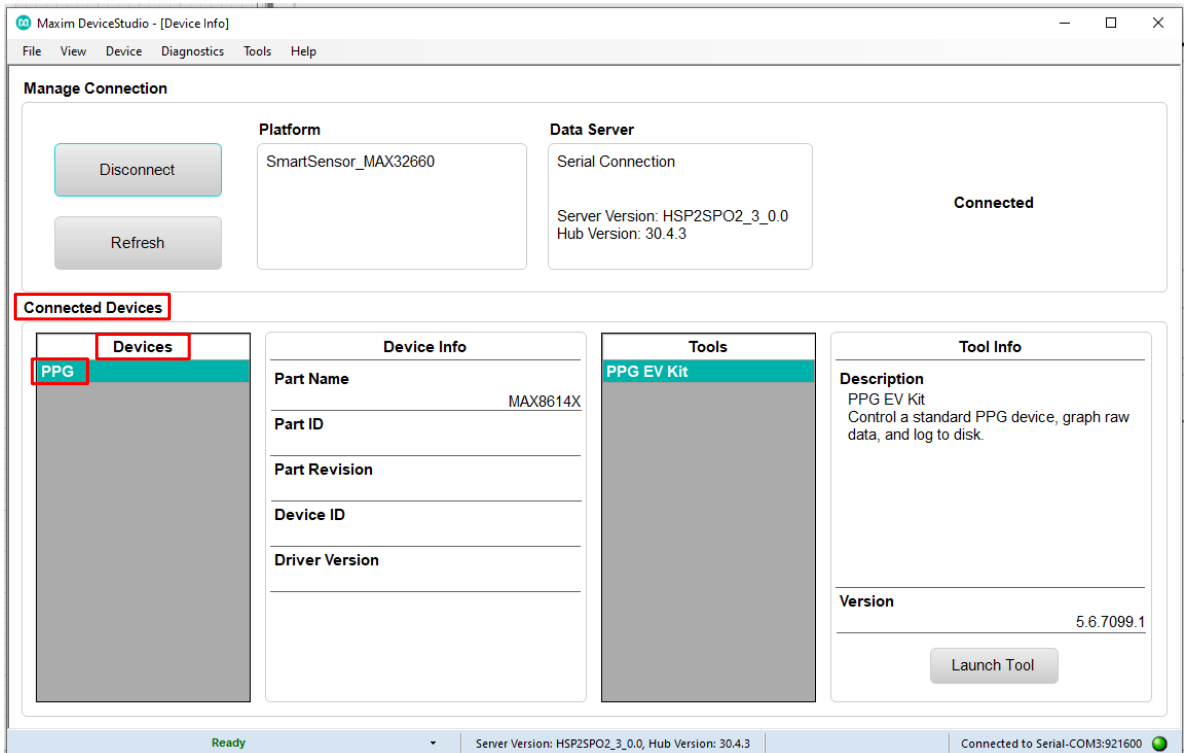 Maxim DeviceStudio - [Device Info]
File View Device Diagnostics Tools Help
Manage Connection
Disconnect
Refresh
Platform
SmartSensor_MAX32660
Data Server
Serial Connection
Server Version: HSP2SPO2_3_0.0
Hub Version: 30.4.3
Connected
Connected Devices
Devices
PPG
Device Info
Part Name
MAX8614X
Part ID
Part Revision
Device ID
Driver Version
Tools
PPG EV Kit
Tool Info
Description
PPG EV Kit
Control a standard PPG device, graph raw
data, and log to disk.
Version
5.6.7099.1
Launch Tool
Ready
Server Version: HSP2SPO2_3_0.0, Hub Version: 30.4.3
Connected to Serial-COM3:921600